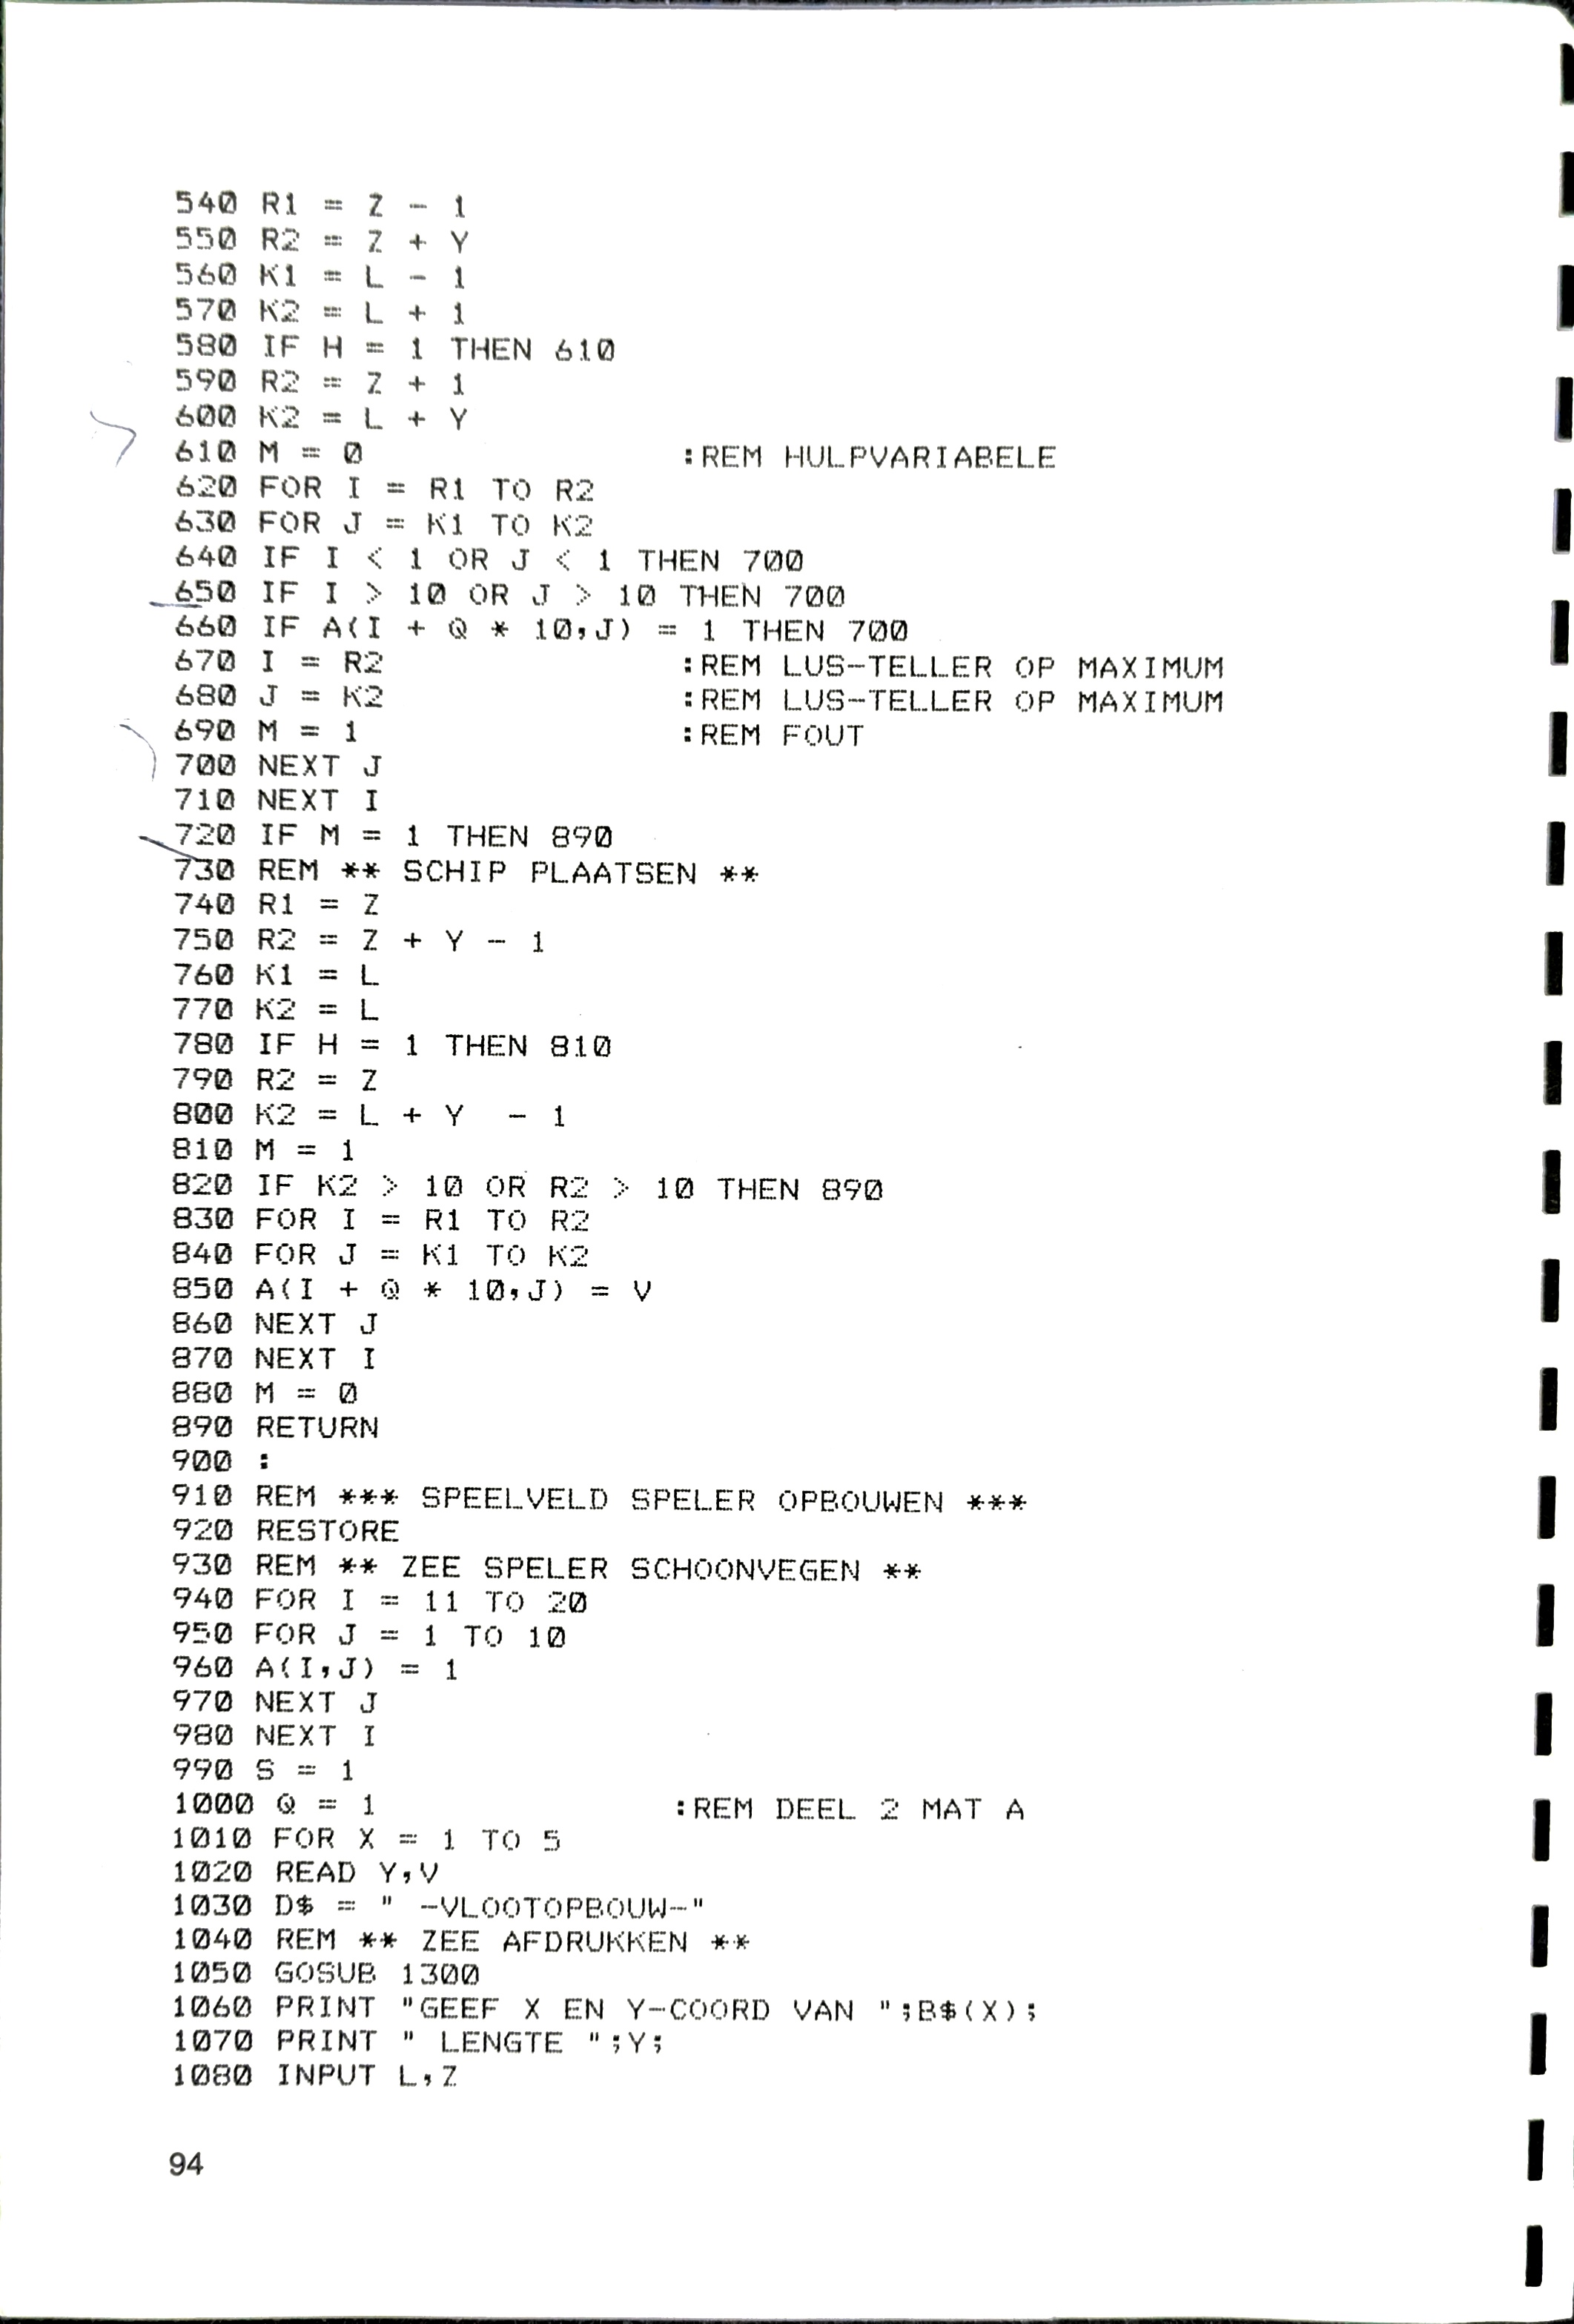 540 R1 = Z - 1
550 R2 = Z + Y
560 K1 = L - 1
570 K2 = L + 1
580 IF H = 1 THEN 610
590 R2 = Z + 1
600 K2 = L + Y
610 M = 0 :REM HULPVARIABELE
620 FOR I = R1 TO R2
630 FOR J = K1 TO K2
640 IF I < 1 OR J < 1 THEN 700
650 IF I > 10 OR J > 10 THEN 700
660 IF A(I + Q * 10,J) = 1 THEN 700
670 I = R2 :REM LUS-TELLER OP MAXIMUM
680 J = K2 :REM LUS-TELLER OP MAXIMUM
690 M = 1 :REM FOUT
700 NEXT J
710 NEXT I
720 IF M = 1 THEN 890
730 REM ** SCHIP PLAATSEN **
740 R1 = Z
750 R2 = Z + Y - 1
760 K1 = L
770 K2 = L
780 IF H = 1 THEN 810
790 R2 = Z
800 K2 = L + Y  - 1
810 M = 1
820 IF K2 > 10 OR R2 > 10 THEN 890
830 FOR I = R1 TO R2
840 FOR J = K1 TO K2
850 A(I + Q * 10,J) = V
860 NEXT J
870 NEXT I
880 M = 0
890 RETURN
900 :
910 REM *** SPEELVELD SPELER OPBOUWEN ***
920 RESTORE
930 REM ** ZEE SPELER SCHOONVEGEN **
940 FOR I = 11 TO 20
950 FOR J = 1 TO 10
960 A(I,J) = 1
970 NEXT J
980 NEXT I
990 S = 1
1000 Q = 1 :REM DEEL 2 MAT A
1010 FOR X = 1 TO 5
1020 READ Y,V
1030 D$ = " -VLOOTOPBOUW-"
1040 REM ** ZEE AFDRUKKEN **
1050 GOSUB 1300
1060 PRINT "GEEF X EN Y-COORD VAN ";B$(X);
1070 PRINT " LENGTE ";Y;
1080 INPUT L,Z
94